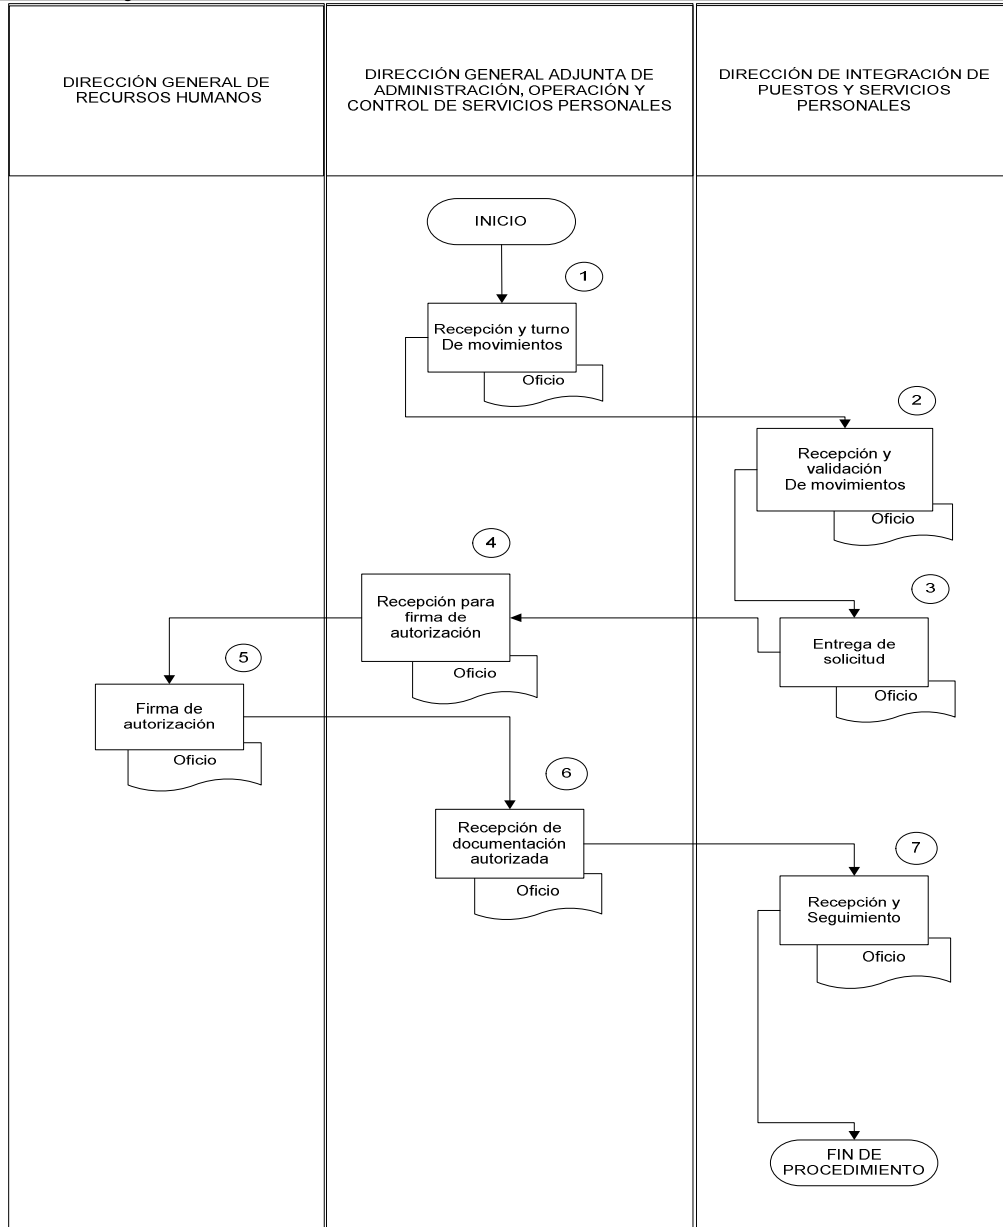 DIRECCIÓN GENERAL DE
RECURSOS HUMANOS
DIRECCIÓN GENERAL ADJUNTA DE
ADMINISTRACIÓN, OPERACIÓN Y
CONTROL DE SERVICIOS PERSONALES
DIRECCIÓN DE INTEGRACIÓN DE
PUESTOS Y SERVICIOS
PERSONALES
INICIO
1
Recepción y turno
De movimientos
Oficio
2
Recepción y
validación
De movimientos
Oficio
3
Entrega de
solicitud
Oficio
4
Recepción para
firma de
autorización
Oficio
5
Firma de
autorización
Oficio
6
Recepción de
documentación
autorizada
Oficio
7
Recepción y
Seguimiento
Oficio
FIN DE
PROCEDIMIENTO